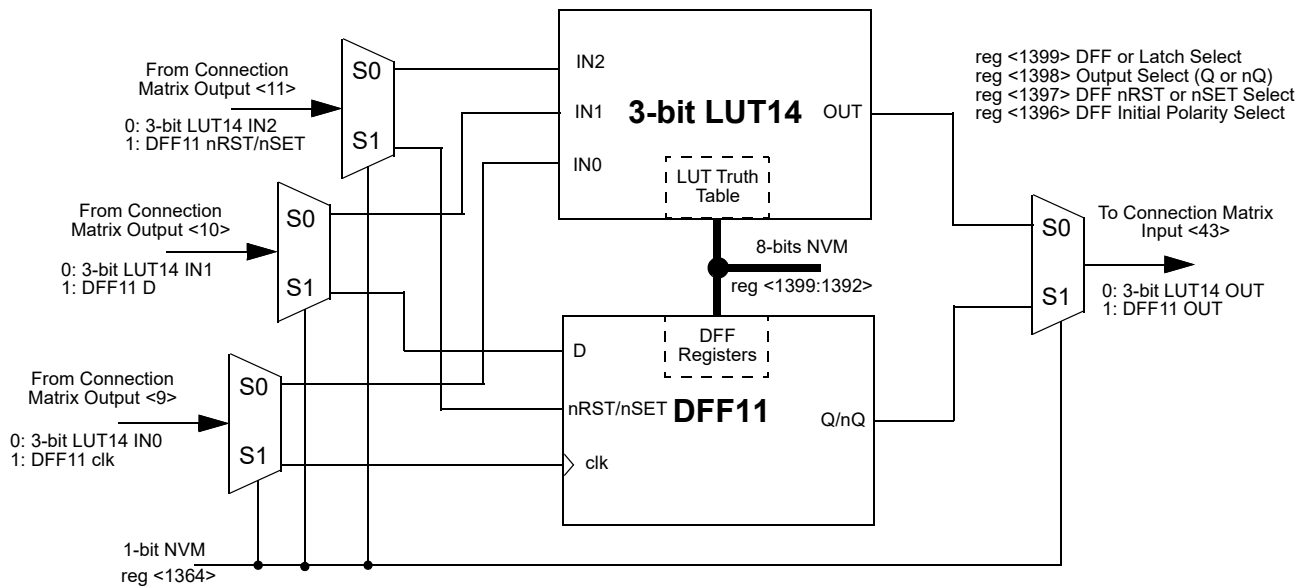 From Connection
Matrix Output <11>
0: 3-bit LUT14 IN2
1: DFF11 nRST/nSET
S0
S1
From Connection
Matrix Output <10>
0: 3-bit LUT14 IN1
1: DFF11 D
S0
S1
From Connection
Matrix Output <9>
0: 3-bit LUT14 IN0
1: DFF11 clk
S0
S1
1-bit NVM
reg <1364>
IN2
IN1
IN0
3-bit LUT14
OUT
LUT Truth
Table
8-bits NVM
reg <1399:1392>
DFF
Registers
D
nRST/nSET
clk
DFF11
Q/nQ
reg <1399> DFF or Latch Select
reg <1398> Output Select (Q or nQ)
reg <1397> DFF nRST or nSET Select
reg <1396> DFF Initial Polarity Select
S0
S1
To Connection Matrix
Input <43>
0: 3-bit LUT14 OUT
1: DFF11 OUT